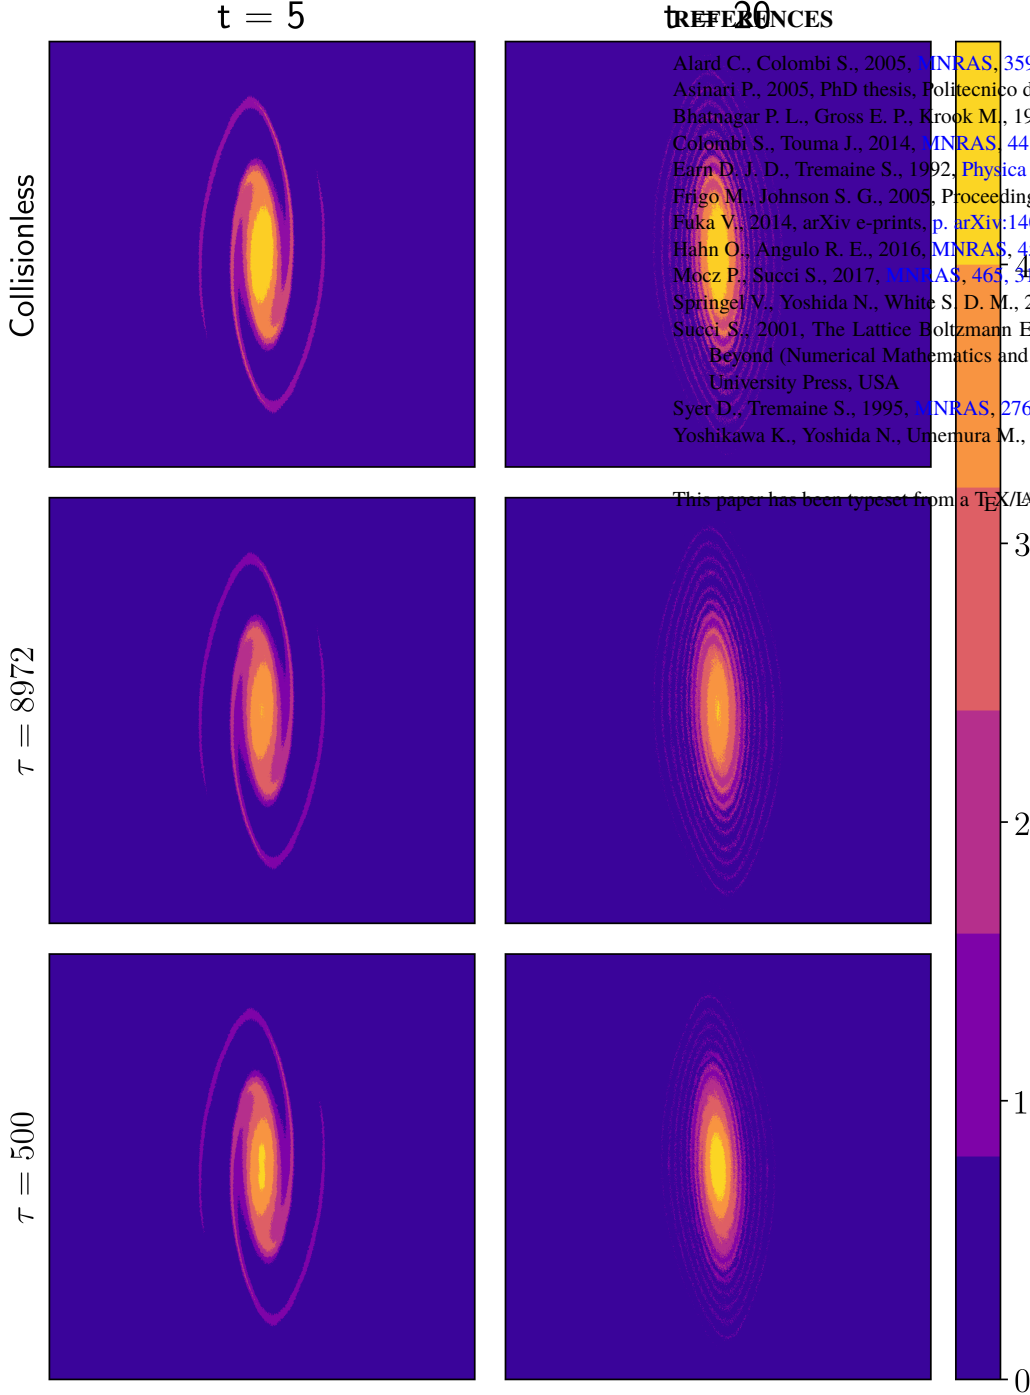 t = 5
t = 20
REFERENCES
Alard C., Colombi S., 2005, MNRAS, 359
Asinari P., 2005, PhD thesis, Politecnico d
Bhatnagar P. L., Gross E. P., Krook M., 19
Colombi S., Touma J., 2014, MNRAS, 44
Earn D. J. D., Tremaine S., 1992, Physica
Frigo M., Johnson S. G., 2005, Proceeding
Fuka V., 2014, arXiv e-prints, p. arXiv:140
Hahn O., Angulo R. E., 2016, MNRAS, 4
Mocz P., Succi S., 2017, MNRAS, 465, 3
Springel V., Yoshida N., White S. D. M., 2
Succi S., 2001, The Lattice Boltzmann E
Beyond (Numerical Mathematics and
University Press, USA
Syer D., Tremaine S., 1995, MNRAS, 276
Yoshikawa K., Yoshida N., Umemura M.,
This paper has been typeset from a TEX/LA
Collisionless
τ = 8972
τ = 500
4
3
2
1
0